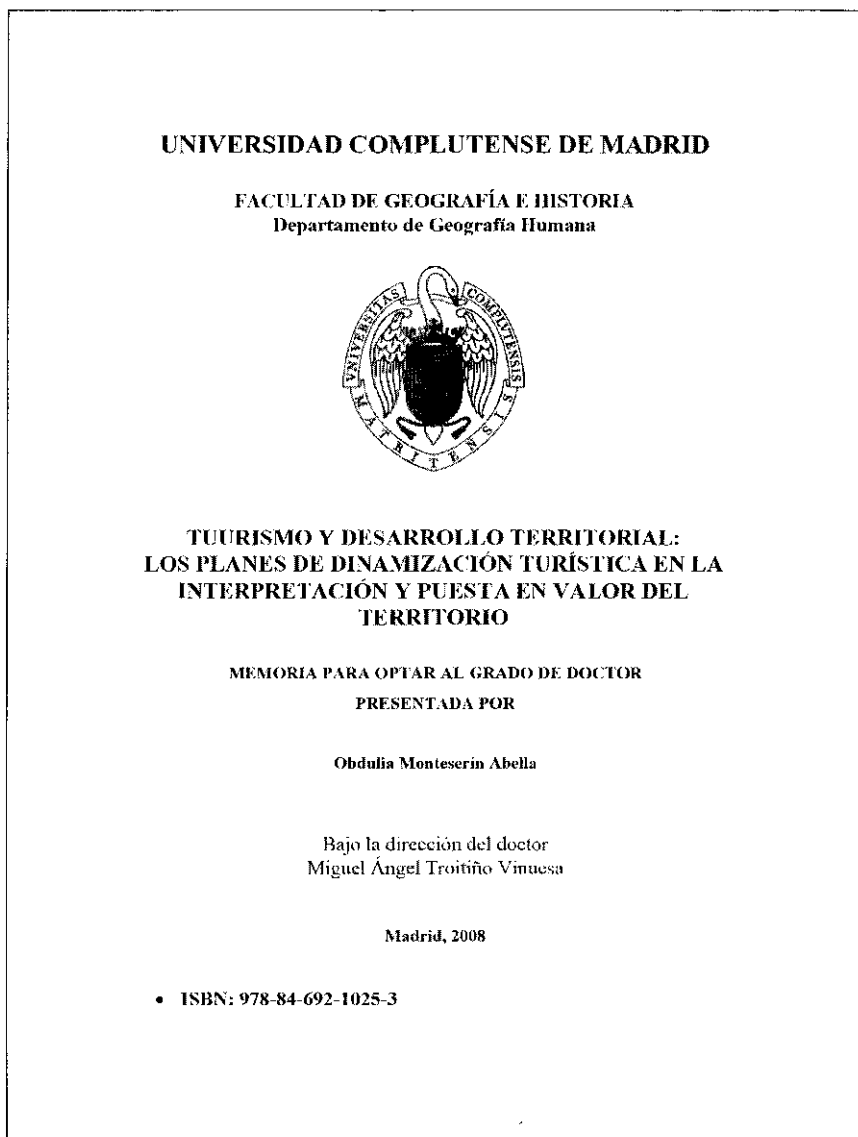 UNIVERSIDAD COMPLUTENSE DE MADRID
FACULTAD DE GEOGRAFÍA E HISTORIA
Departamento de Geografía Humana
VNIVERSITAS COMPLVTENSIS
MATRITENSIS
TUURISMO Y DESARROLLO TERRITORIAL:
LOS PLANES DE DINAMIZACIÓN TURÍSTICA EN LA
INTERPRETACIÓN Y PUESTA EN VALOR DEL
TERRITORIO
MEMORIA PARA OPTAR AL GRADO DE DOCTOR
PRESENTADA POR
Obdulia Monteserín Abella
Bajo la dirección del doctor
Miguel Ángel Troitiño Vinuesa
Madrid, 2008
• ISBN: 978-84-692-1025-3